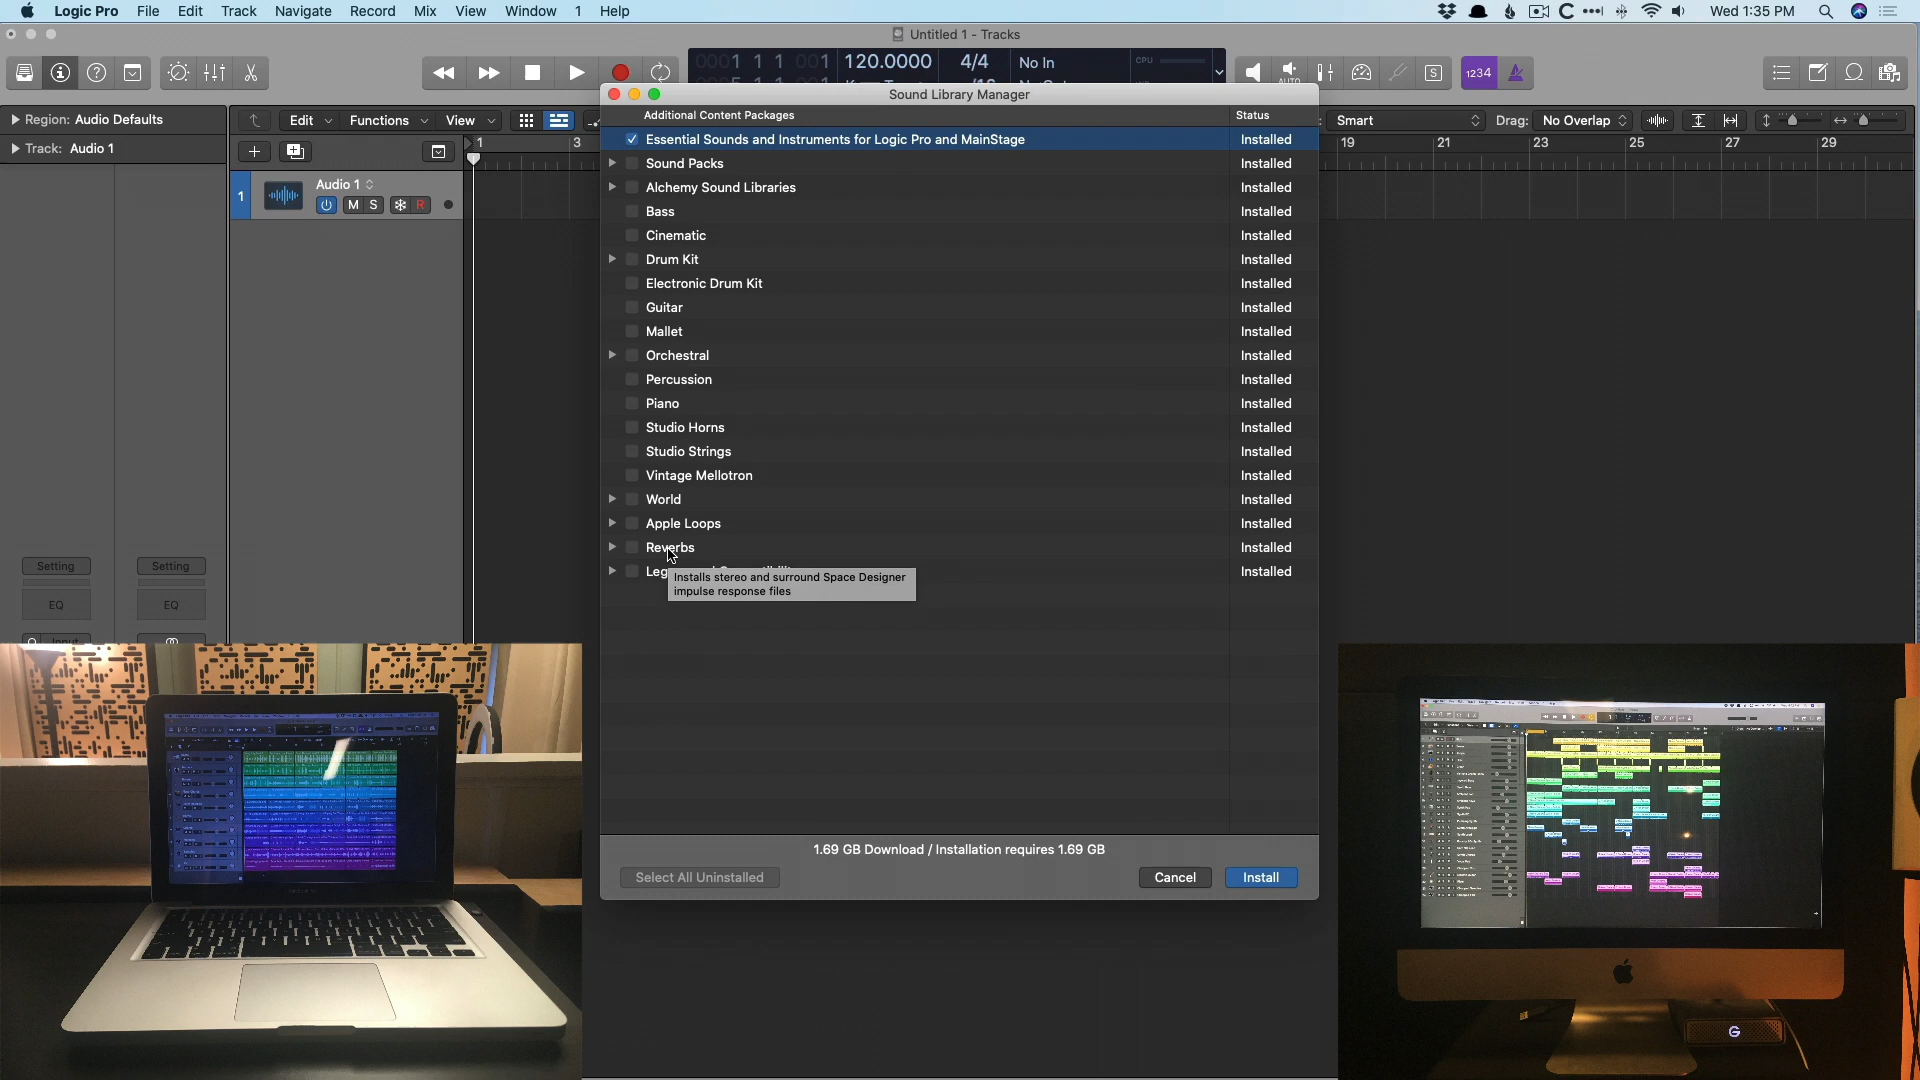 Logic Pro File Edit Track Navigate Record Mix View Window 1 Help
Wed 1:35 PM
Untitled 1 - Tracks
120.0000 4/4 No In CPU
1234
Sound Library Manager
Region: Audio Defaults
Edit Functions View
Smart Drag: No Overlap
Track: Audio 1
1 3 19 21 23 25 27 29
1 Audio 1
M S R
Additional Content Packages Status
Essential Sounds and Instruments for Logic Pro and MainStage Installed
Sound Packs Installed
Alchemy Sound Libraries Installed
Bass Installed
Cinematic Installed
Drum Kit Installed
Electronic Drum Kit Installed
Guitar Installed
Mallet Installed
Orchestral Installed
Percussion Installed
Piano Installed
Studio Horns Installed
Studio Strings Installed
Vintage Mellotron Installed
World Installed
Apple Loops Installed
Reverbs Installed
Installed
Installs stereo and surround Space Designer
impulse response files
Setting Setting
EQ EQ
1.69 GB Download / Installation requires 1.69 GB
Select All Uninstalled Cancel Install